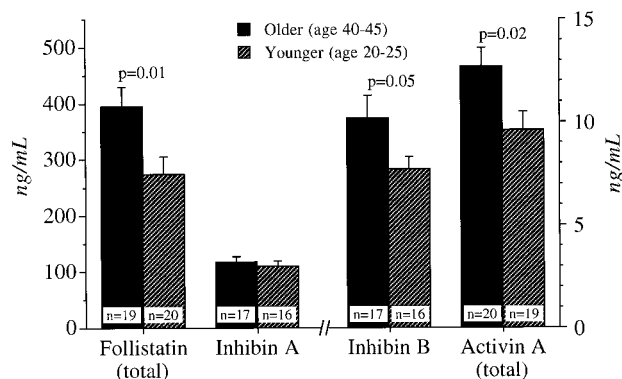 Older (age 40-45)
Younger (age 20-25)
p=0.01
p=0.05
p=0.02
ng/mL
500
400
300
250
100
0
15
10
5
0
ng/mL
n=19 n=20 n=17 n=16 n=17 n=16 n=20 n=19
//
Follistatin
(total)
Inhibin A
Inhibin B
Activin A
(total)